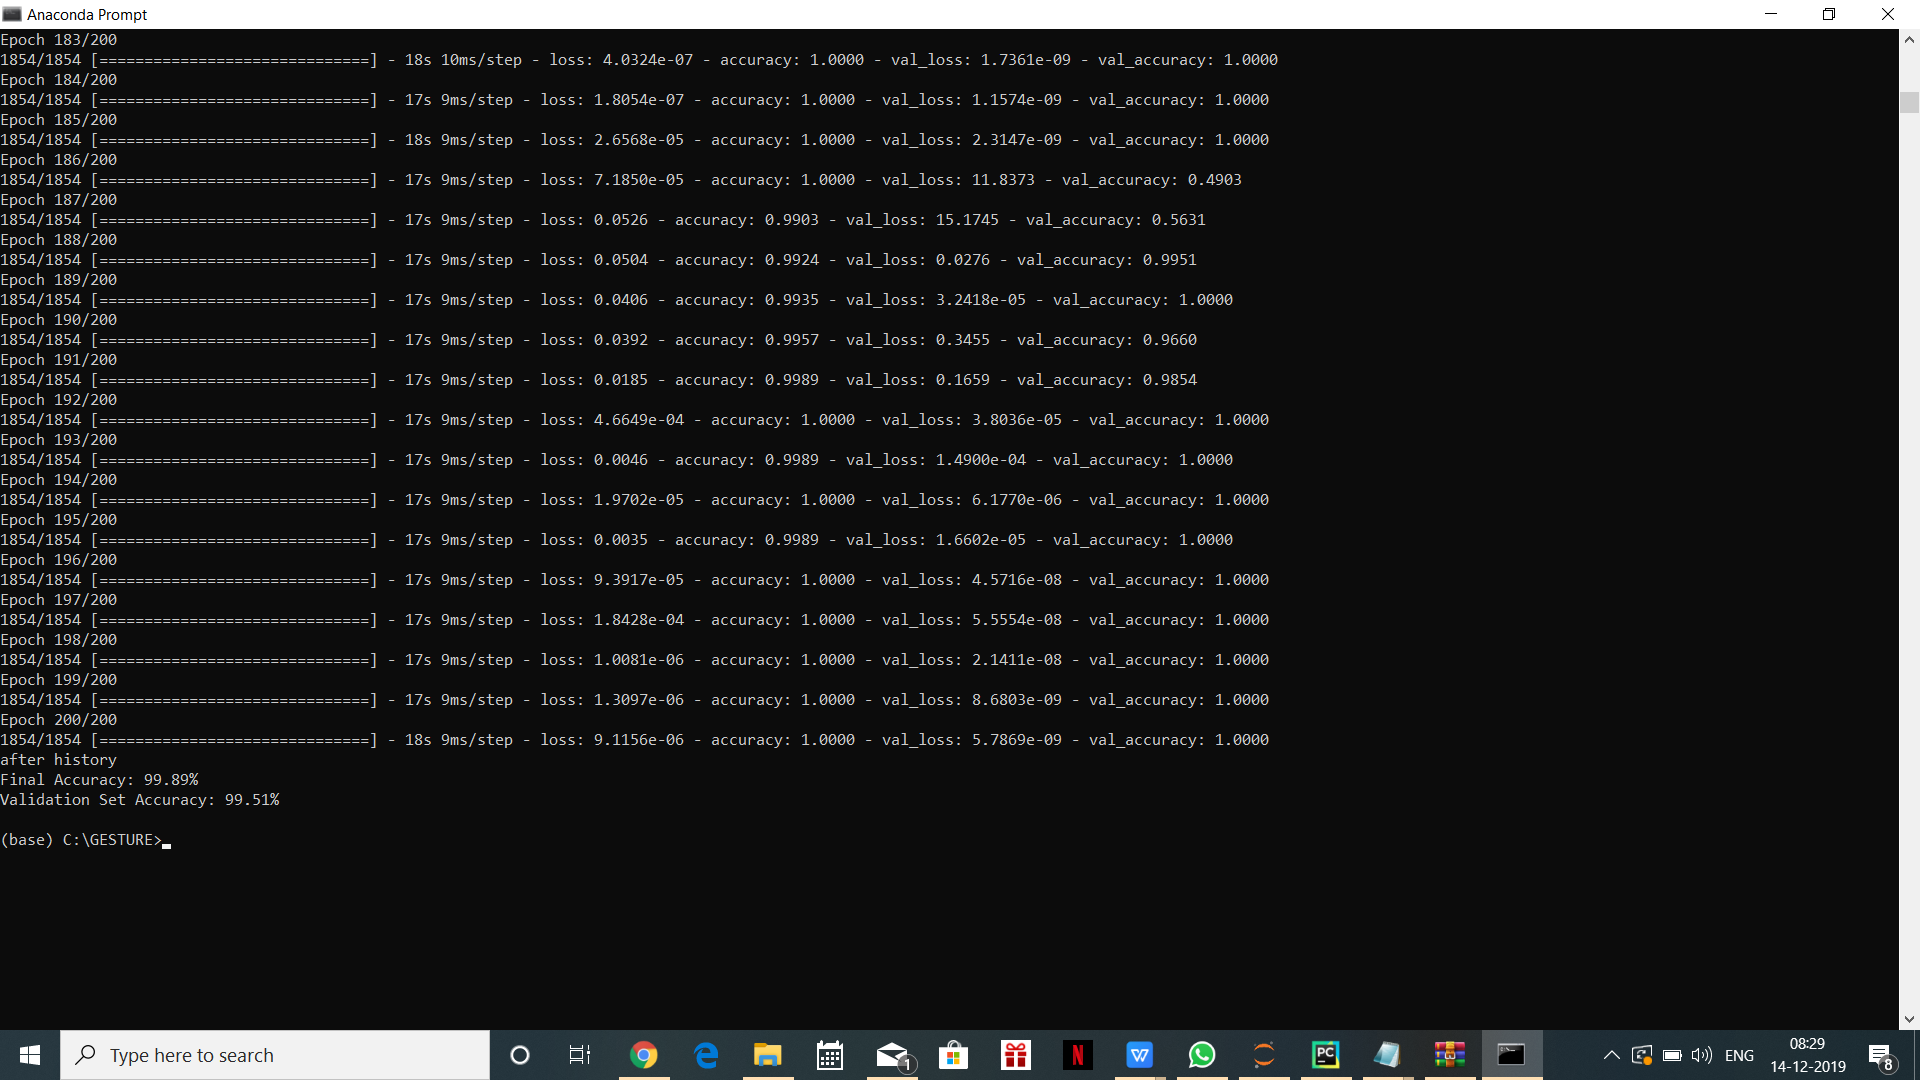 Anaconda Prompt
Epoch 183/200
1854/1854 [==============================] - 18s 10ms/step - loss: 4.0324e-07 - accuracy: 1.0000 - val_loss: 1.7361e-09 - val_accuracy: 1.0000
Epoch 184/200
1854/1854 [==============================] - 17s 9ms/step - loss: 1.8054e-07 - accuracy: 1.0000 - val_loss: 1.1574e-09 - val_accuracy: 1.0000
Epoch 185/200
1854/1854 [==============================] - 18s 9ms/step - loss: 2.6568e-05 - accuracy: 1.0000 - val_loss: 2.3147e-09 - val_accuracy: 1.0000
Epoch 186/200
1854/1854 [==============================] - 17s 9ms/step - loss: 7.1850e-05 - accuracy: 1.0000 - val_loss: 11.8373 - val_accuracy: 0.4903
Epoch 187/200
1854/1854 [==============================] - 17s 9ms/step - loss: 0.0526 - accuracy: 0.9903 - val_loss: 15.1745 - val_accuracy: 0.5631
Epoch 188/200
1854/1854 [==============================] - 17s 9ms/step - loss: 0.0504 - accuracy: 0.9924 - val_loss: 0.0276 - val_accuracy: 0.9951
Epoch 189/200
1854/1854 [==============================] - 17s 9ms/step - loss: 0.0406 - accuracy: 0.9935 - val_loss: 3.2418e-05 - val_accuracy: 1.0000
Epoch 190/200
1854/1854 [==============================] - 17s 9ms/step - loss: 0.0392 - accuracy: 0.9957 - val_loss: 0.3455 - val_accuracy: 0.9660
Epoch 191/200
1854/1854 [==============================] - 17s 9ms/step - loss: 0.0185 - accuracy: 0.9989 - val_loss: 0.1659 - val_accuracy: 0.9854
Epoch 192/200
1854/1854 [==============================] - 17s 9ms/step - loss: 4.6649e-04 - accuracy: 1.0000 - val_loss: 3.8036e-05 - val_accuracy: 1.0000
Epoch 193/200
1854/1854 [==============================] - 17s 9ms/step - loss: 0.0046 - accuracy: 0.9989 - val_loss: 1.4900e-04 - val_accuracy: 1.0000
Epoch 194/200
1854/1854 [==============================] - 17s 9ms/step - loss: 1.9702e-05 - accuracy: 1.0000 - val_loss: 6.1770e-06 - val_accuracy: 1.0000
Epoch 195/200
1854/1854 [==============================] - 17s 9ms/step - loss: 0.0035 - accuracy: 0.9989 - val_loss: 1.6602e-05 - val_accuracy: 1.0000
Epoch 196/200
1854/1854 [==============================] - 17s 9ms/step - loss: 9.3917e-05 - accuracy: 1.0000 - val_loss: 4.5716e-08 - val_accuracy: 1.0000
Epoch 197/200
1854/1854 [==============================] - 17s 9ms/step - loss: 1.8428e-04 - accuracy: 1.0000 - val_loss: 5.5554e-08 - val_accuracy: 1.0000
Epoch 198/200
1854/1854 [==============================] - 17s 9ms/step - loss: 1.0081e-06 - accuracy: 1.0000 - val_loss: 2.1411e-08 - val_accuracy: 1.0000
Epoch 199/200
1854/1854 [==============================] - 17s 9ms/step - loss: 1.3097e-06 - accuracy: 1.0000 - val_loss: 8.6803e-09 - val_accuracy: 1.0000
Epoch 200/200
1854/1854 [==============================] - 18s 9ms/step - loss: 9.1156e-06 - accuracy: 1.0000 - val_loss: 5.7869e-09 - val_accuracy: 1.0000
after history
Final Accuracy: 99.89%
Validation Set Accuracy: 99.51%
(base) C:\GESTURE>
Type here to search
1
N
W
PC
ENG
08:29
14-12-2019
8